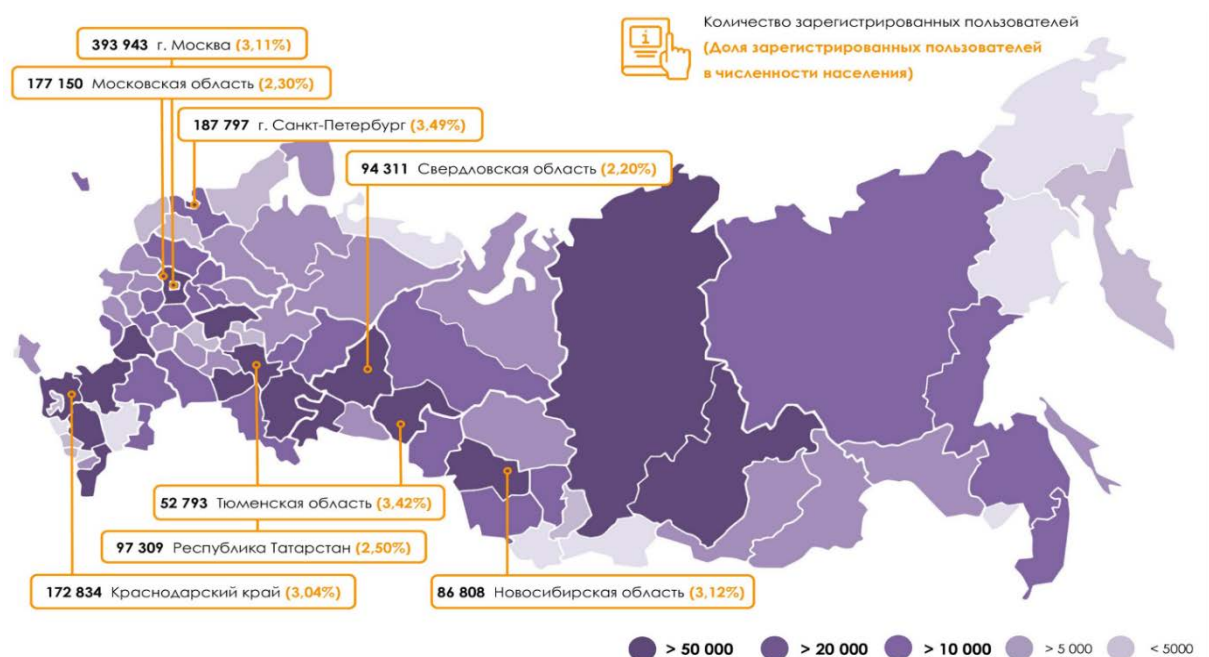 Количество зарегистрированных пользователей
(Доля зарегистрированных пользователей
в численности населения)
393 943 г. Москва (3,11%)
177 150 Московская область (2,30%)
187 797 г. Санкт-Петербург (3,49%)
94 311 Свердловская область (2,20%)
52 793 Тюменская область (3,42%)
97 309 Республика Татарстан (2,50%)
172 834 Краснодарский край (3,04%)
86 808 Новосибирская область (3,12%)
> 50 000 > 20 000 > 10 000 > 5 000 < 5000